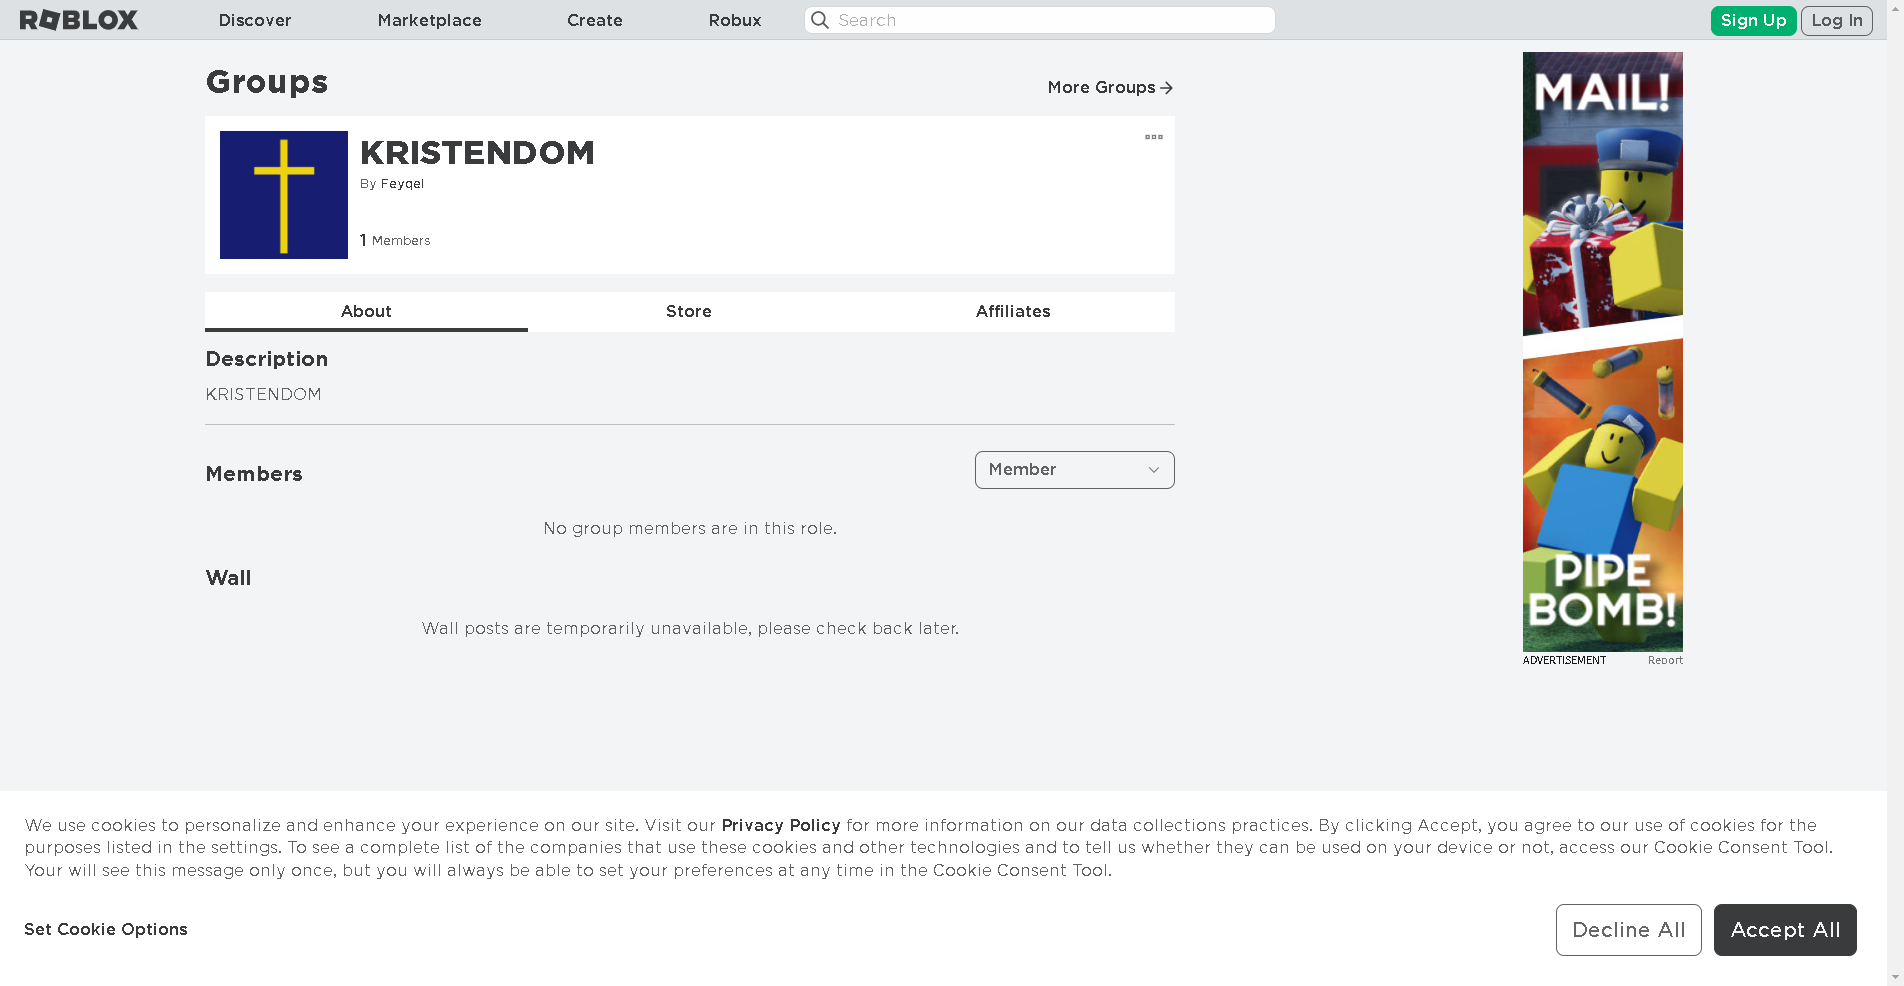 ROBLOX
Discover
Marketplace
Create
Robux
Search
Sign Up
Log In
Groups
More Groups
KRISTENDOM
By Feyqel
1 Members
About
Store
Affiliates
Description
KRISTENDOM
Members
Member
No group members are in this role.
Wall
Wall posts are temporarily unavailable, please check back later.
MAIL!
PIPE
BOMB!
ADVERTISEMENT
Report
We use cookies to personalize and enhance your experience on our site. Visit our Privacy Policy for more information on our data collections practices. By clicking Accept, you agree to our use of cookies for the
purposes listed in the settings. To see a complete list of the companies that use these cookies and other technologies and to tell us whether they can be used on your device or not, access our Cookie Consent Tool.
Your will see this message only once, but you will always be able to set your preferences at any time in the Cookie Consent Tool.
Set Cookie Options
Decline All
Accept All